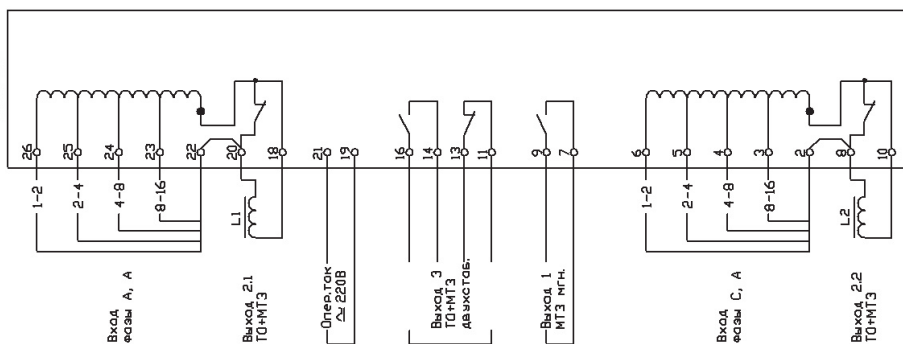 26
25
24
23
22
20
18
21
19
16
14
13
11
9
7
6
5
4
3
2
8
10
1-2
2-4
4-8
8-16
L1
1-2
2-4
4-8
8-16
L2
Вход
фазы А, А
Выход 2.1
ТО+МТЗ
Опер.ток
~ 220В
Выход 3
ТО+МТЗ
двухстаб.
Выход 1
МТЗ мгн.
Вход
фазы С, А
Выход 2.2
ТО+МТЗ